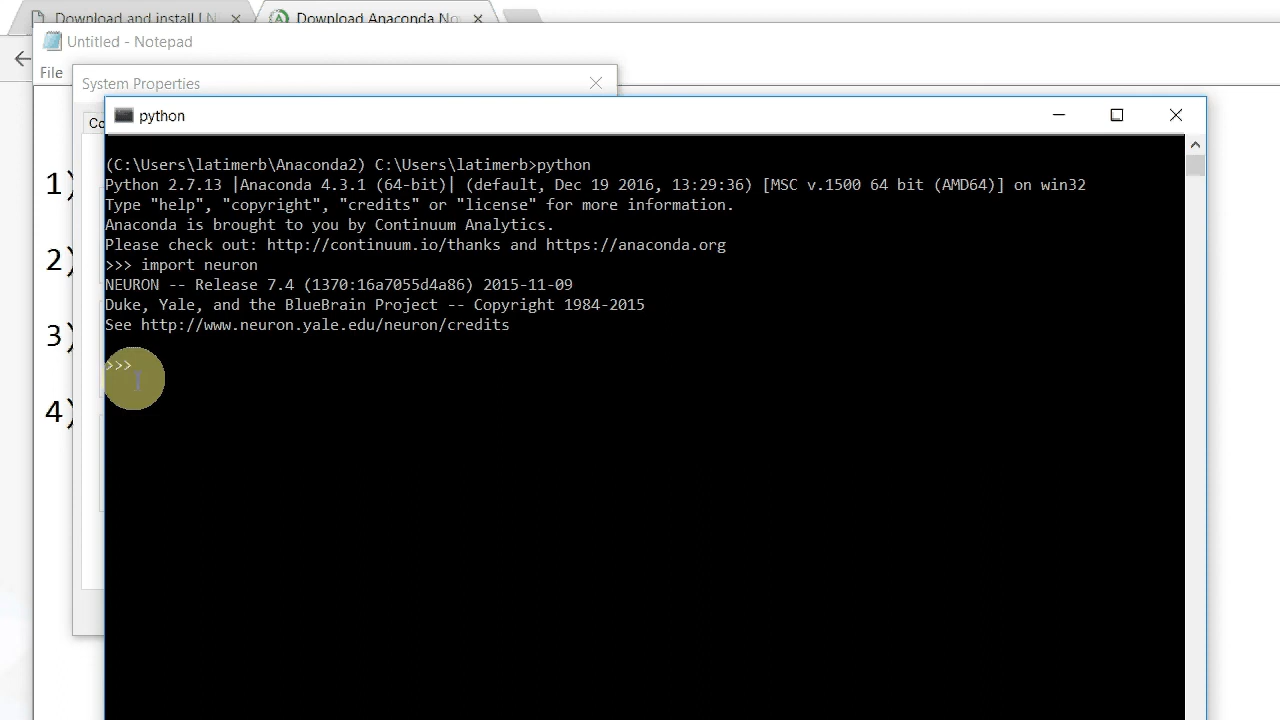 Download and install | N
Download Anaconda No
Untitled - Notepad
File
System Properties
Co
python
1)
2)
3)
4)
(C:\Users\latimerb\Anaconda2) C:\Users\latimerb>python
Python 2.7.13 |Anaconda 4.3.1 (64-bit)| (default, Dec 19 2016, 13:29:36) [MSC v.1500 64 bit (AMD64)] on win32
Type "help", "copyright", "credits" or "license" for more information.
Anaconda is brought to you by Continuum Analytics.
Please check out: http://continuum.io/thanks and https://anaconda.org
>>> import neuron
NEURON -- Release 7.4 (1370:16a7055d4a86) 2015-11-09
Duke, Yale, and the BlueBrain Project -- Copyright 1984-2015
See http://www.neuron.yale.edu/neuron/credits
>>>